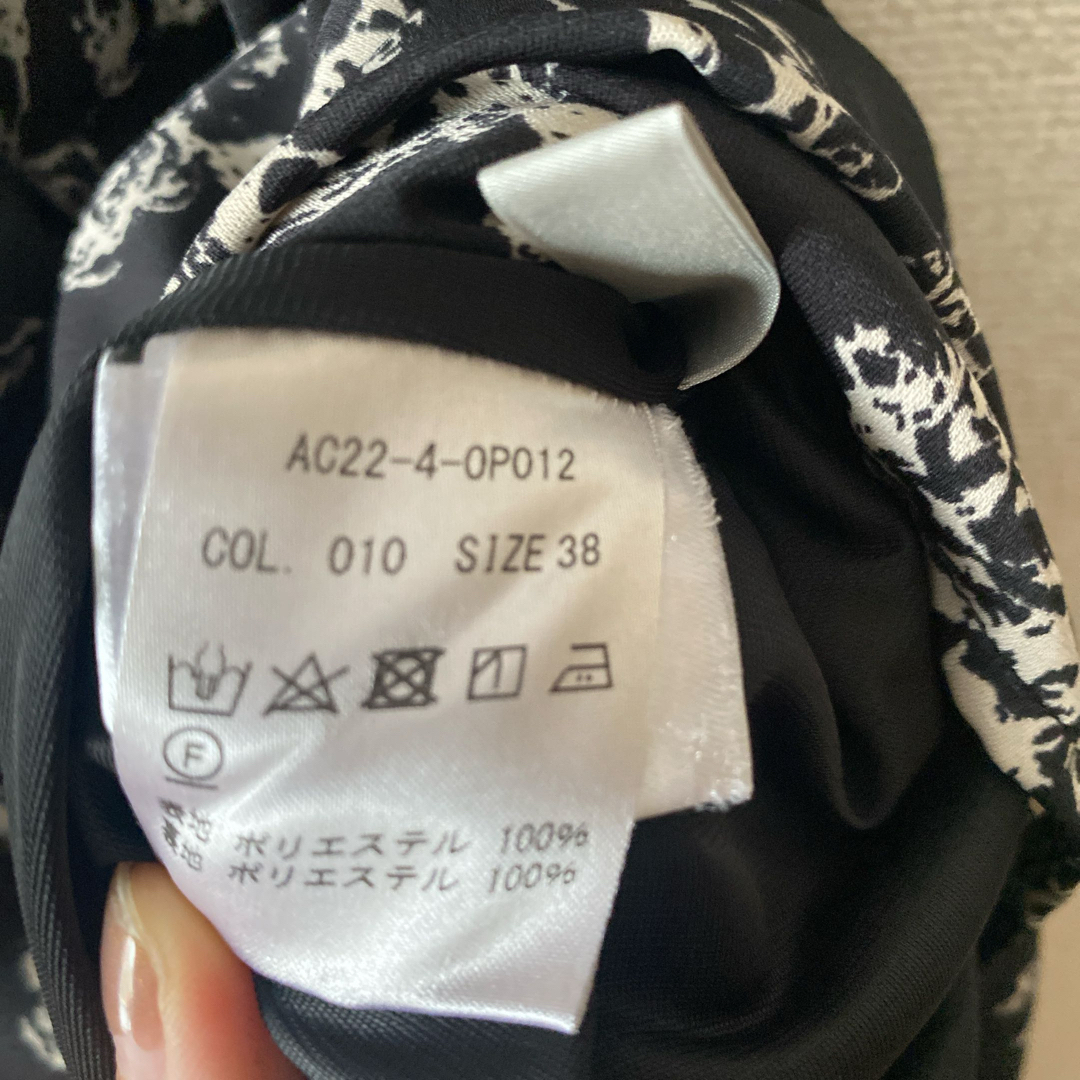 AC22-4-OP012
COL. 010 SIZE 38
F
表地 ポリエステル 100%
裏地 ポリエステル 100%